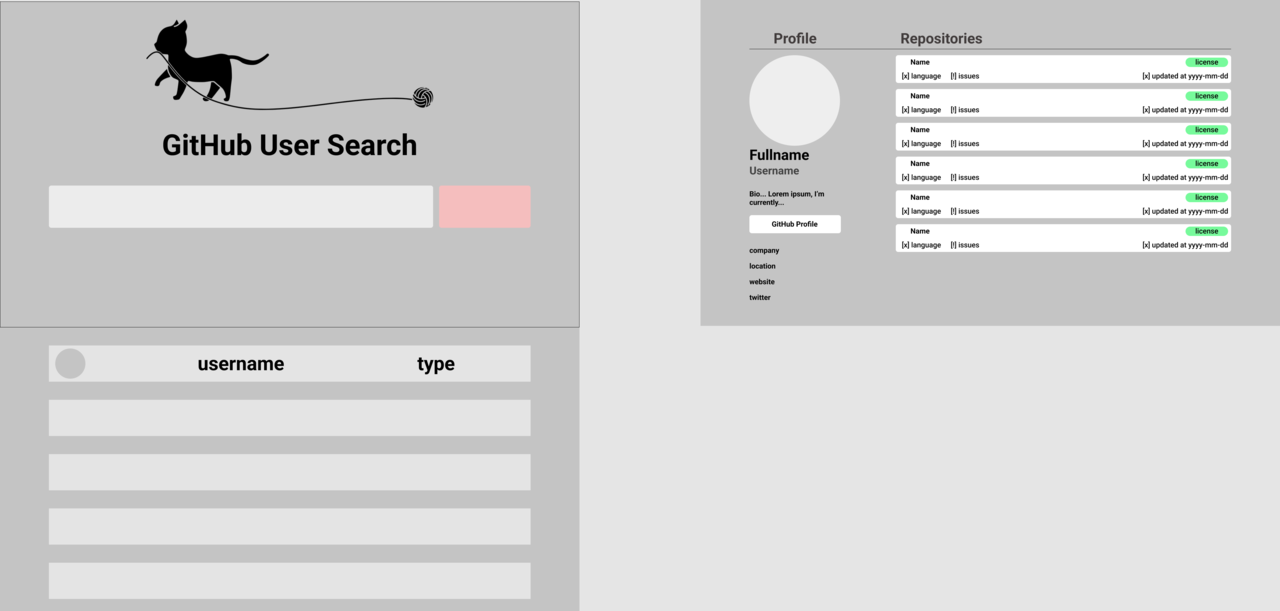 GitHub User Search
username type
Profile Repositories
Fullname
Username
Bio... Lorem ipsum, I'm
currently...
GitHub Profile
company
location
website
twitter
Name license
[x] language [!] issues [x] updated at yyyy-mm-dd
Name license
[x] language [!] issues [x] updated at yyyy-mm-dd
Name license
[x] language [!] issues [x] updated at yyyy-mm-dd
Name license
[x] language [!] issues [x] updated at yyyy-mm-dd
Name license
[x] language [!] issues [x] updated at yyyy-mm-dd
Name license
[x] language [!] issues [x] updated at yyyy-mm-dd